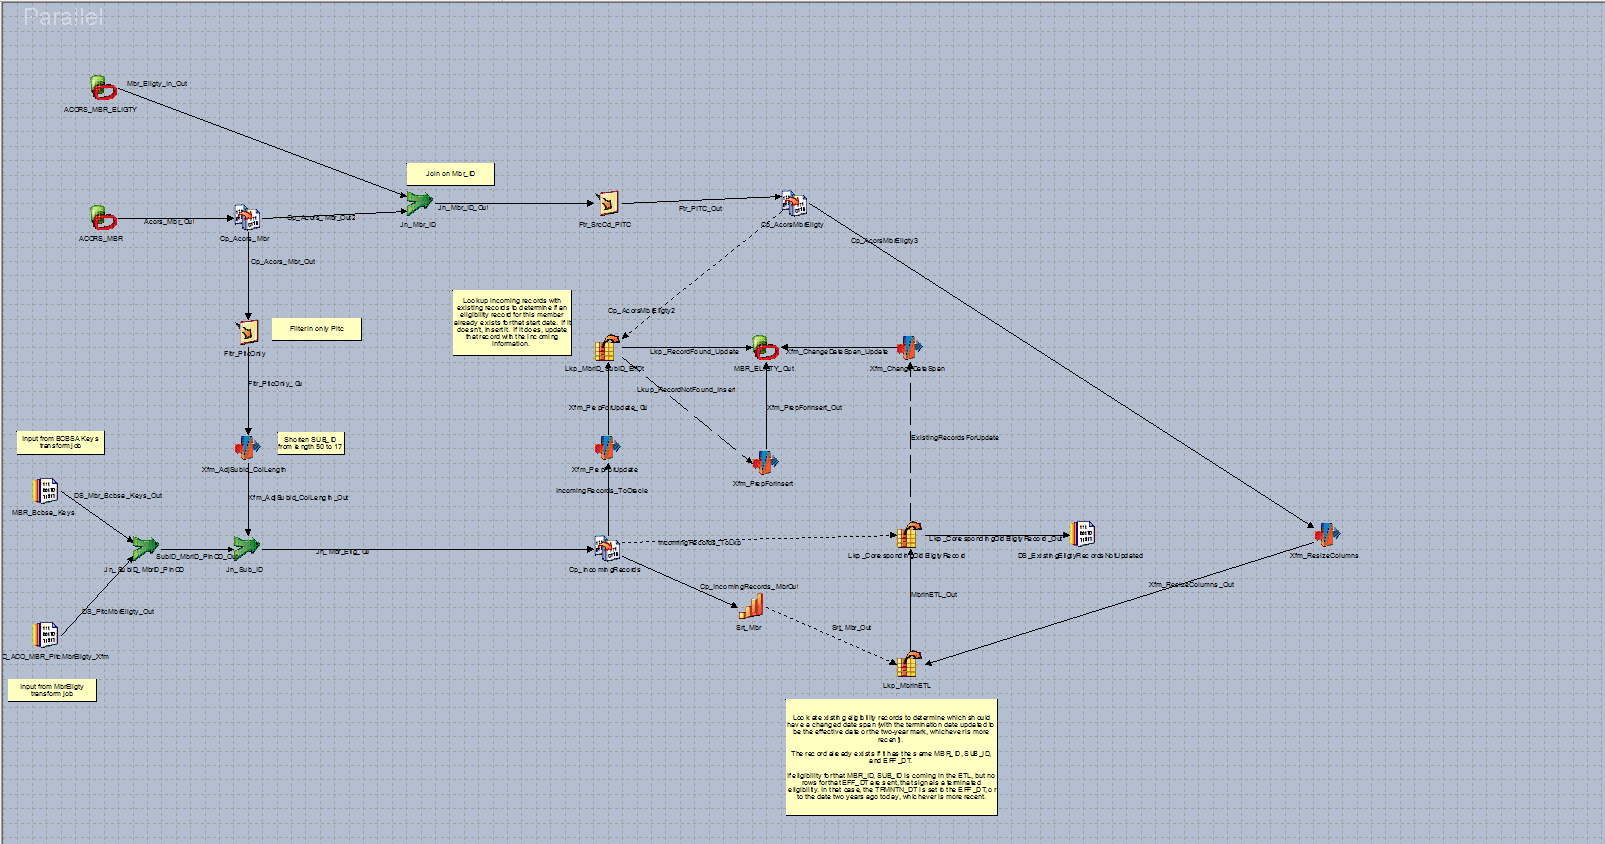 Parallel
Mbr_Eligty_In_Out
ACORS_MBR_ELIGTY
Join on Mbr_ID
Acors_Mbr_Out
Cp_Acors_Mbr_Out2
Jn_Mbr_ID_Out
Ftr_PITC_Out
ACORS_MBR
Cp_Acors_Mbr
Jn_Mbr_ID
Ftr_SrcCd_PITC
Cp_AcorsMbrEligty
Cp_AcorsMbrEligty3
Cp_Acors_Mbr_Out
Lookup incoming records with
existing records to determine if an
eligibility record for this member
already exists for that start date. If it
doesn't, insert it. If it does, update
that record with the incoming
information.
Cp_AcorsMbrEligty2
Filter in only Pitc
Fltr_PitcOnly
Lkp_RecordFound_Update
Xfm_ChangeDateSpan_Update
Lkp_MbrID_SubID_EffDt
MBR_ELIGTY_Out
Xfm_ChangeDateSpan
Fltr_PitcOnly_Ou
Lkup_RecordNotFound_Insert
Xfm_PrepForUpdate_Ou
Xfm_PrepForInsert_Out
Input from BCBSA Keys
transform job
Shorten SUB_ID
from length 50 to 17
ExistingRecordsForUpdate
Xfm_AdjSubId_ColLength
Xfm_PrepForUpdate
Xfm_PrepForInsert
DS_Mbr_Bcbsa_Keys_Out
Xfm_AdjSubId_ColLength_Out
IncomingRecords_ToOracle
MBR_Bcbsa_Keys
SubID_MbrID_PinCD_Out
Jn_Mbr_Elig_Ou
IncomingRecords_ToLkp
Lkp_CorespondingOldEligtyRecord_Out
Lkp_CorespondingOldEligtyRecord
DS_ExistingEligtyRecordsNotUpdated
Xfm_ResizeColumns
Jn_SubID_MbrID_PinCD
Jn_Sub_ID
Cp_IncomingRecords
Cp_IncomingRecords_MbrOut
MbrInETL_Out
Xfm_ResizeColumns_Out
DS_PitcMbrEligty_Out
Srt_Mbr
Srt_Mbr_Out
C_ACO_MBR_PitcMbrEligty_Xfm
Lkp_MbrInETL
Input from MbrEligty
transform job
Look at existing eligibility records to determine which should
have a changed date span (with the termination date updated to
be the effective date or the two-year mark, whichever is more
recent).
The record already exists if it has the same MBR_ID, SUB_ID,
and EFF_DT.
If eligibility for that MBR_ID, SUB_ID is coming in the ETL, but no
rows for that EFF_DT are sent, that signals a terminated
eligibility. In that case, the TRMNTN_DT is set to the EFF_DT, or
to the date two years ago today, whichever is more recent.